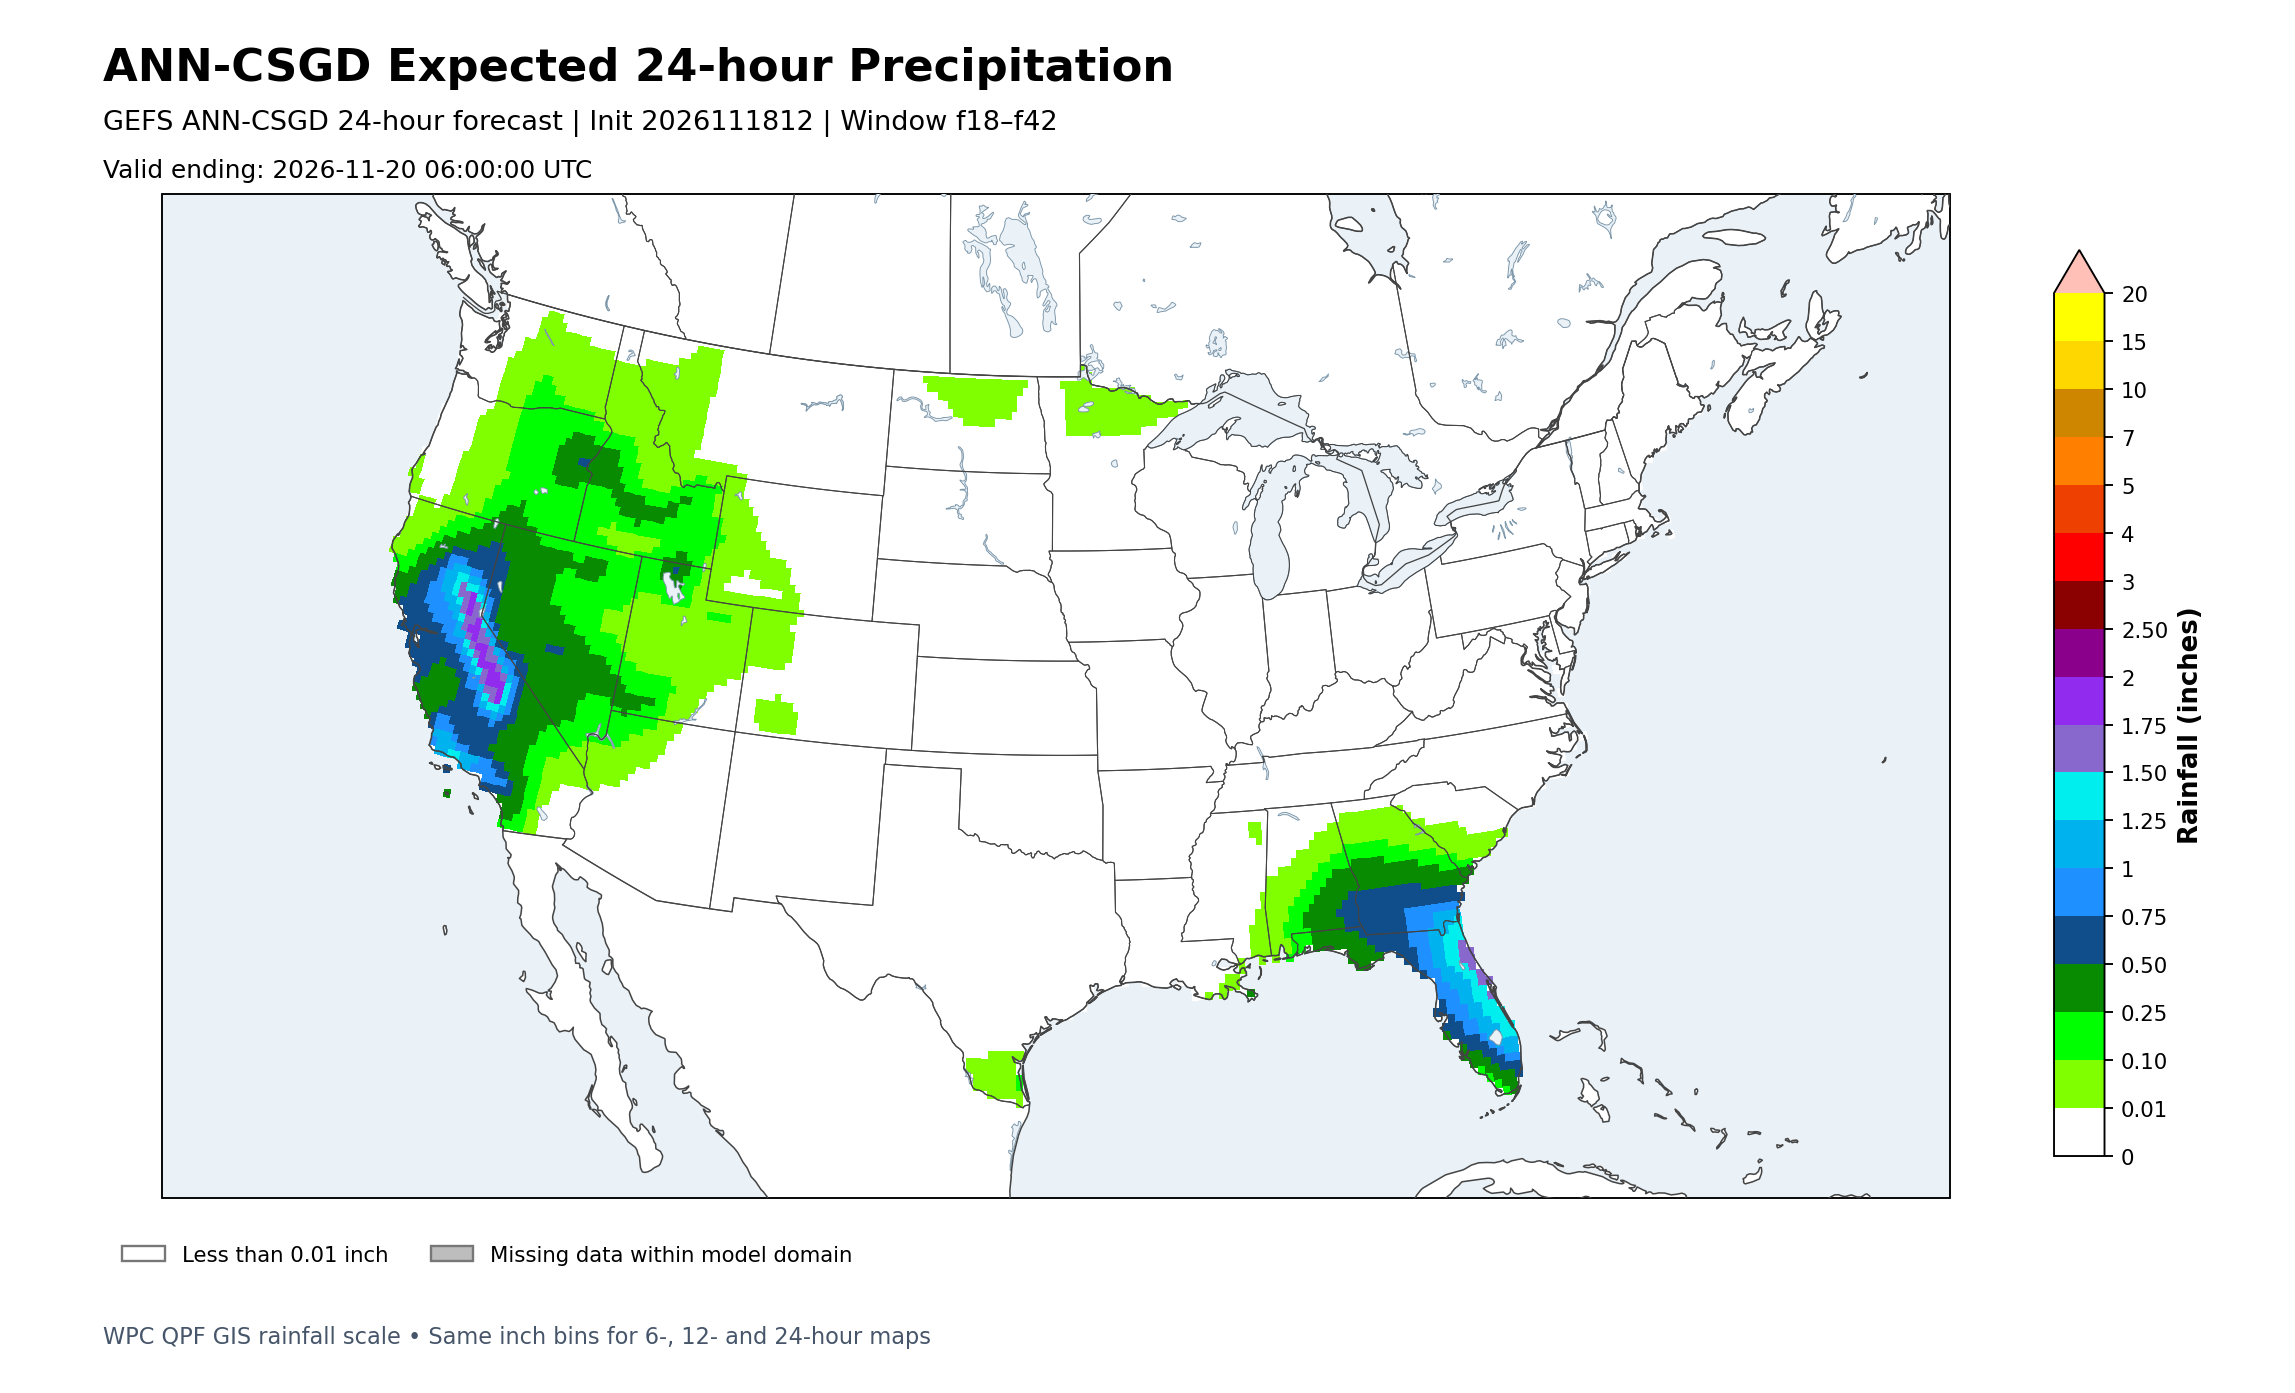 ANN-CSGD Expected 24-hour Precipitation
GEFS ANN-CSGD 24-hour forecast | Init 2026111812 | Window f18–f42
Valid ending: 2026-11-20 06:00:00 UTC
20
15
10
7
5
4
3
2.50
2
1.75
1.50
1.25
1
0.75
0.50
0.25
0.10
0.01
0
Rainfall (inches)
Less than 0.01 inch
Missing data within model domain
WPC QPF GIS rainfall scale • Same inch bins for 6-, 12- and 24-hour maps